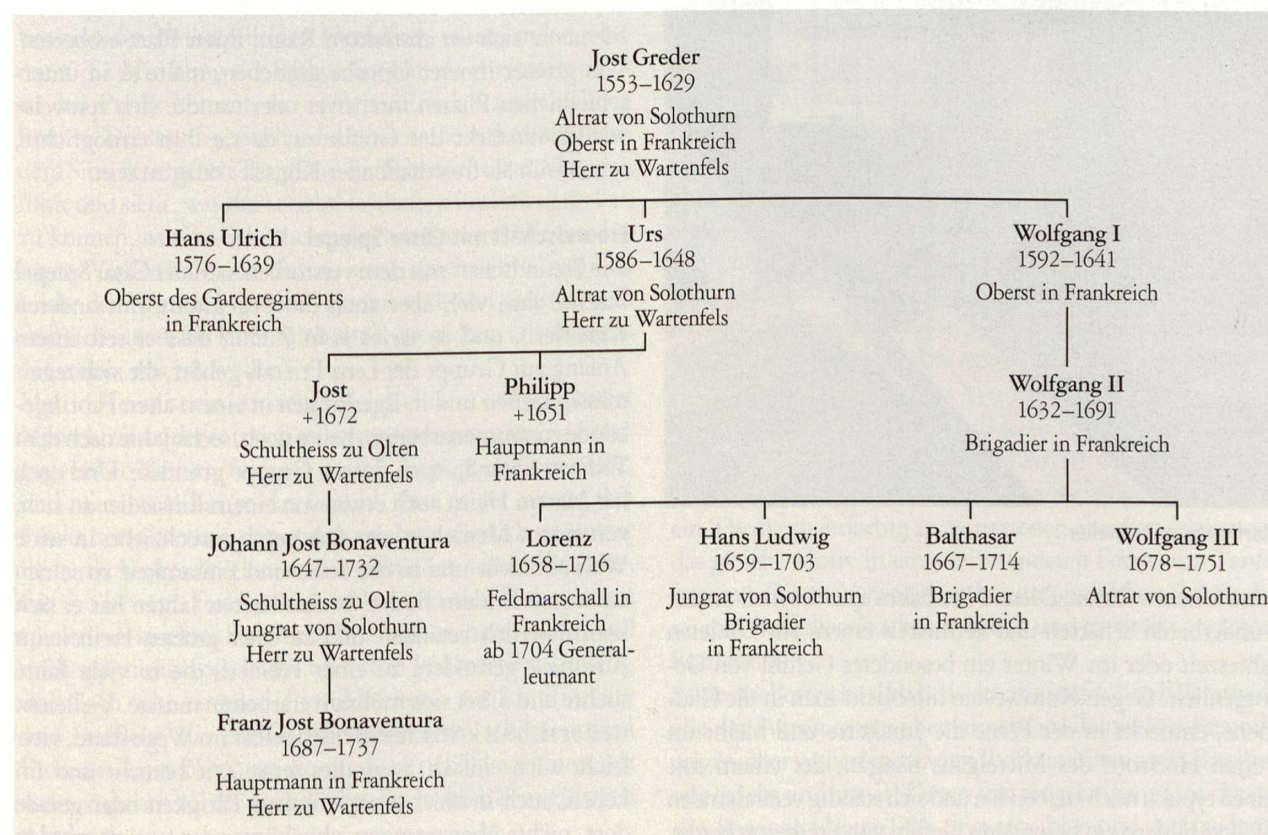 Jost Greder
1553–1629
Altrat von Solothurn
Oberst in Frankreich
Herr zu Wartenfels
Hans Ulrich
1576–1639
Oberst des Garderegiments
in Frankreich
Urs
1586–1648
Altrat von Solothurn
Herr zu Wartenfels
Wolfgang I
1592–1641
Oberst in Frankreich
Jost
+1672
Schultheiss zu Olten
Herr zu Wartenfels
Philipp
+1651
Hauptmann in
Frankreich
Wolfgang II
1632–1691
Brigadier in Frankreich
Johann Jost Bonaventura
1647–1732
Schultheiss zu Olten
Jungrat von Solothurn
Herr zu Wartenfels
Lorenz
1658–1716
Feldmarschall in
Frankreich
ab 1704 General-
leutnant
Hans Ludwig
1659–1703
Jungrat von Solothurn
Brigadier
in Frankreich
Balthasar
1667–1714
Brigadier
in Frankreich
Wolfgang III
1678–1751
Altrat von Solothurn
Franz Jost Bonaventura
1687–1737
Hauptmann in Frankreich
Herr zu Wartenfels